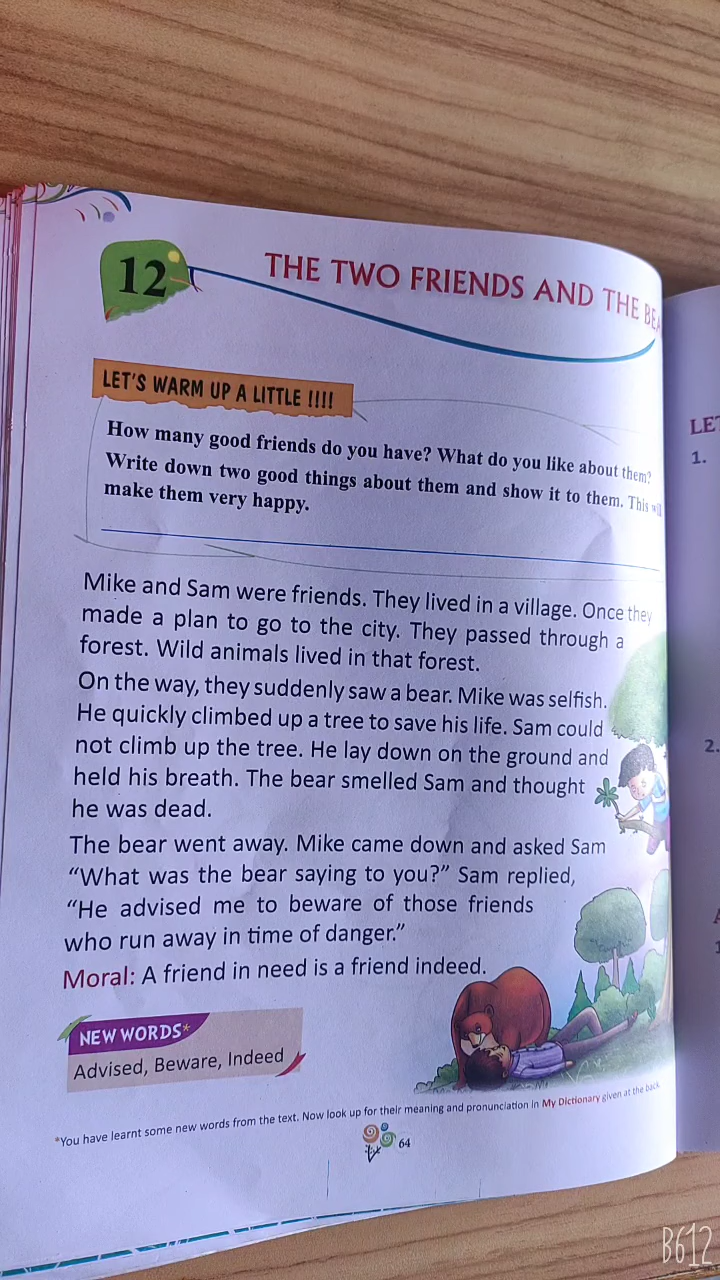 12
THE TWO FRIENDS AND THE
LET'S WARM UP A LITTLE !!!!
How many good friends do you have? What do you like about them?
Write down two good things about them and show it to them. This
make them very happy.
Mike and Sam were friends. They lived in a village. Once they
made a plan to go to the city. They passed through a
forest. Wild animals lived in that forest.
On the way, they suddenly saw a bear. Mike was selfish.
He quickly climbed up a tree to save his life. Sam could
not climb up the tree. He lay down on the ground and
held his breath. The bear smelled Sam and thought
he was dead.
The bear went away. Mike came down and asked Sam
“What was the bear saying to you?” Sam replied,
“He advised me to beware of those friends
who run away in time of danger.”
Moral: A friend in need is a friend indeed.
NEW WORDS*
Advised, Beware, Indeed
*You have learnt some new words from the text. Now look up for their meaning and pronunciation in My Dictionary given at the back.
64
1.
2.
B612